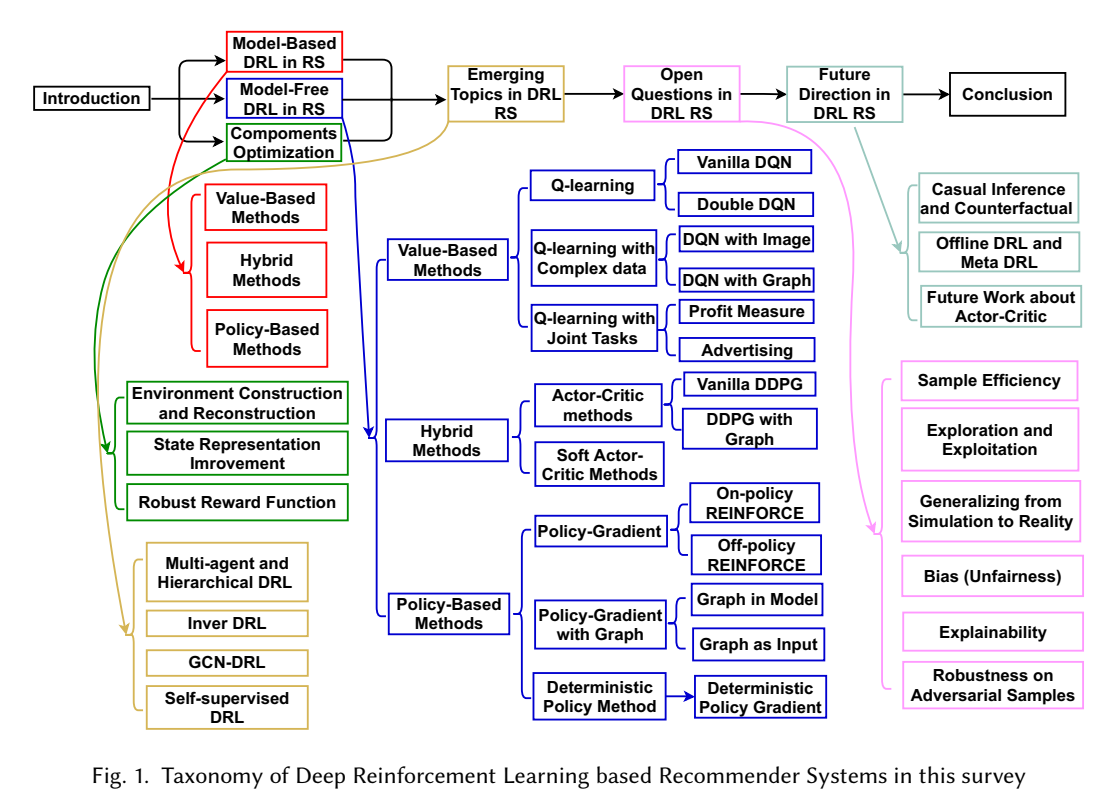 Introduction
Model-Based
DRL in RS
Model-Free
DRL in RS
Compoments
Optimization
Emerging
Topics in DRL
RS
Open
Questions in
DRL RS
Future
Direction in
DRL RS
Conclusion
Value-Based
Methods
Hybrid
Methods
Policy-Based
Methods
Environment Construction
and Reconstruction
State Representation
Imrovement
Robust Reward Function
Multi-agent and
Hierarchical DRL
Inver DRL
GCN-DRL
Self-supervised
DRL
Value-Based
Methods
Q-learning
Vanilla DQN
Double DQN
Q-learning with
Complex data
DQN with Image
DQN with Graph
Q-learning with
Joint Tasks
Profit Measure
Advertising
Hybrid
Methods
Actor-Critic
methods
Vanilla DDPG
DDPG with
Graph
Soft Actor-
Critic Methods
Policy-Based
Methods
Policy-Gradient
On-policy
REINFORCE
Off-policy
REINFORCE
Policy-Gradient
with Graph
Graph in Model
Graph as Input
Deterministic
Policy Method
Deterministic
Policy Gradient
Casual Inference
and Counterfactual
Offline DRL and
Meta DRL
Future Work about
Actor-Critic
Sample Efficiency
Exploration and
Exploitation
Generalizing from
Simulation to Reality
Bias (Unfairness)
Explainability
Robustness on
Adversarial Samples
Fig. 1. Taxonomy of Deep Reinforcement Learning based Recommender Systems in this survey